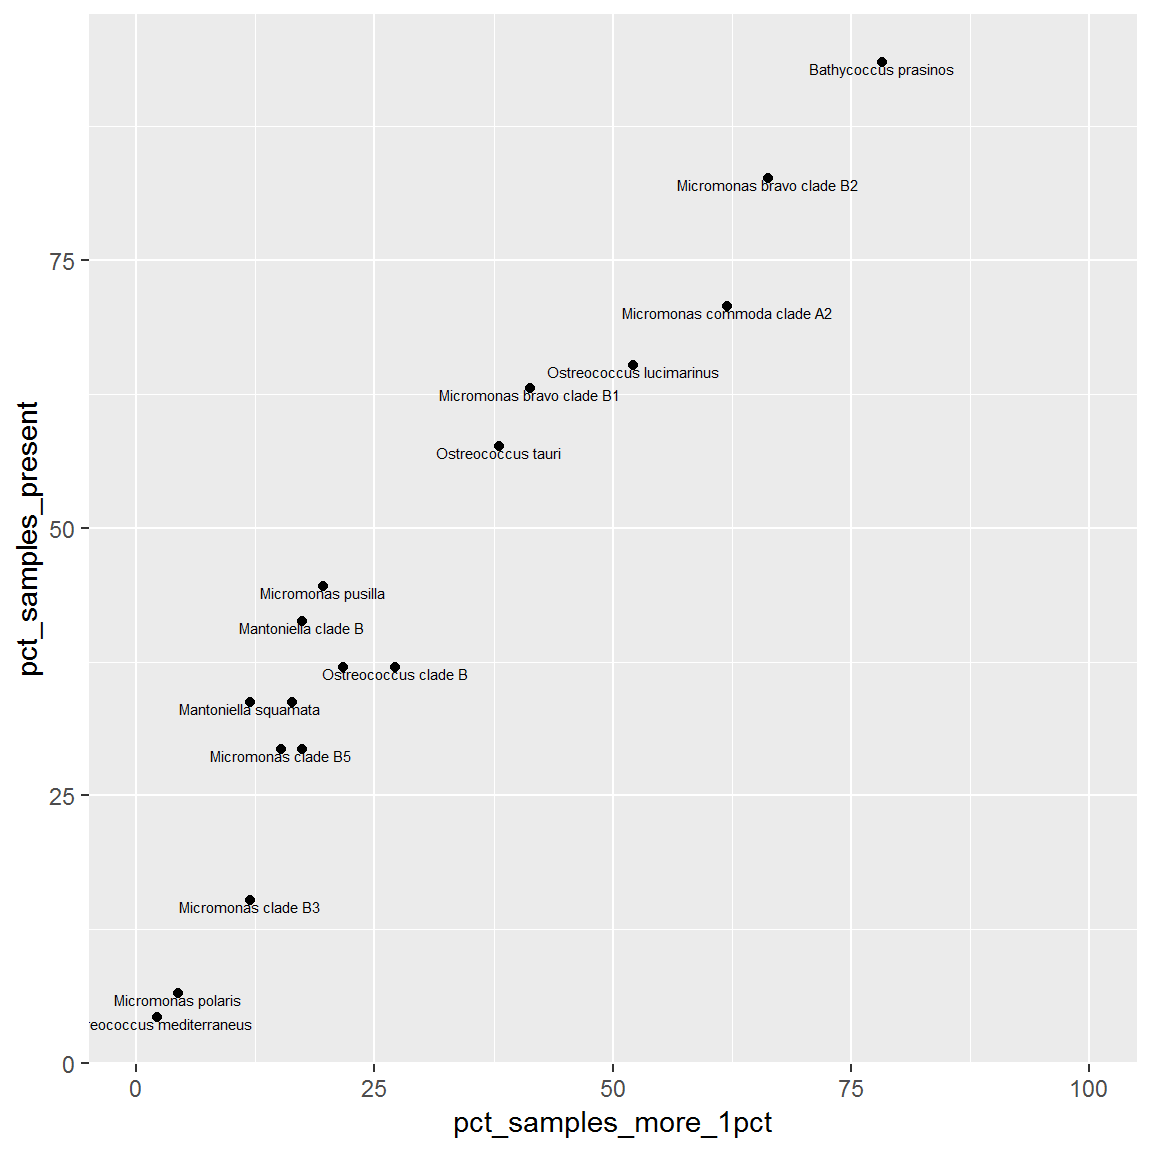 Bathycoccus prasinos
Micromonas bravo clade B2
75
Micromonas commoda clade A2
Ostreococcus lucimarinus
Micromonas bravo clade B1
Ostreococcus tauri
pct_samples_present
50
Micromonas pusilla
Mantoniella clade B
Ostreococcus clade B
Mantoniella squamata
Micromonas clade B5
25
Micromonas clade B3
Micromonas polaris
reococcus mediterraneus
0
0 25 50 75 100
pct_samples_more_1pct